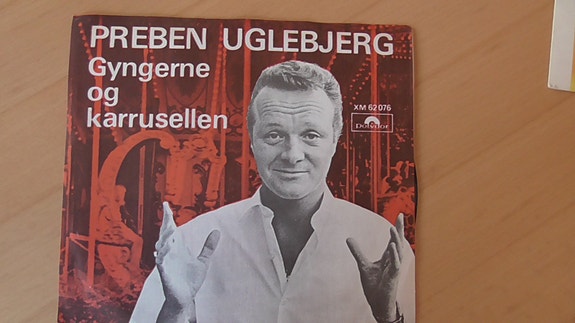 PREBEN UGLEBJERG
Gyngerne
og
karrusellen
XM 62 076
Polydor